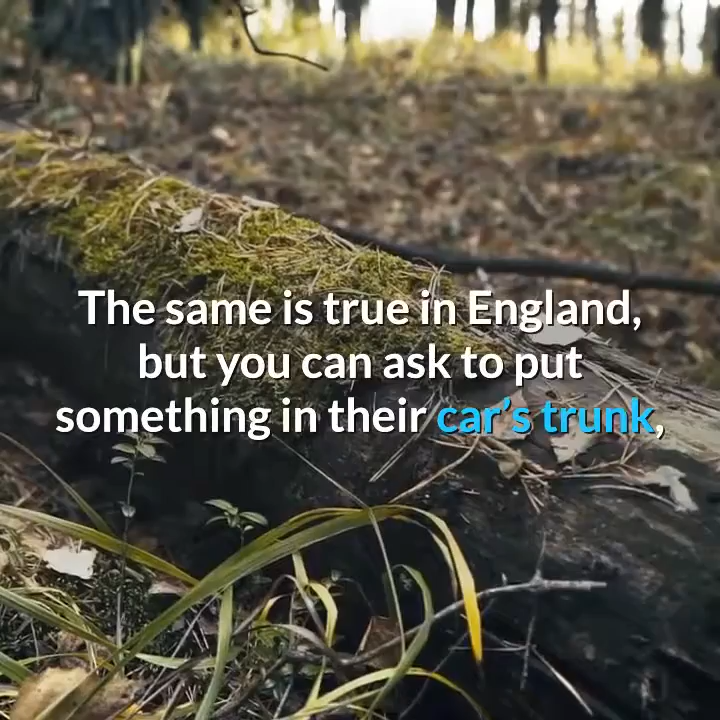 The same is true in England,
but you can ask to put
something in their car’s trunk,